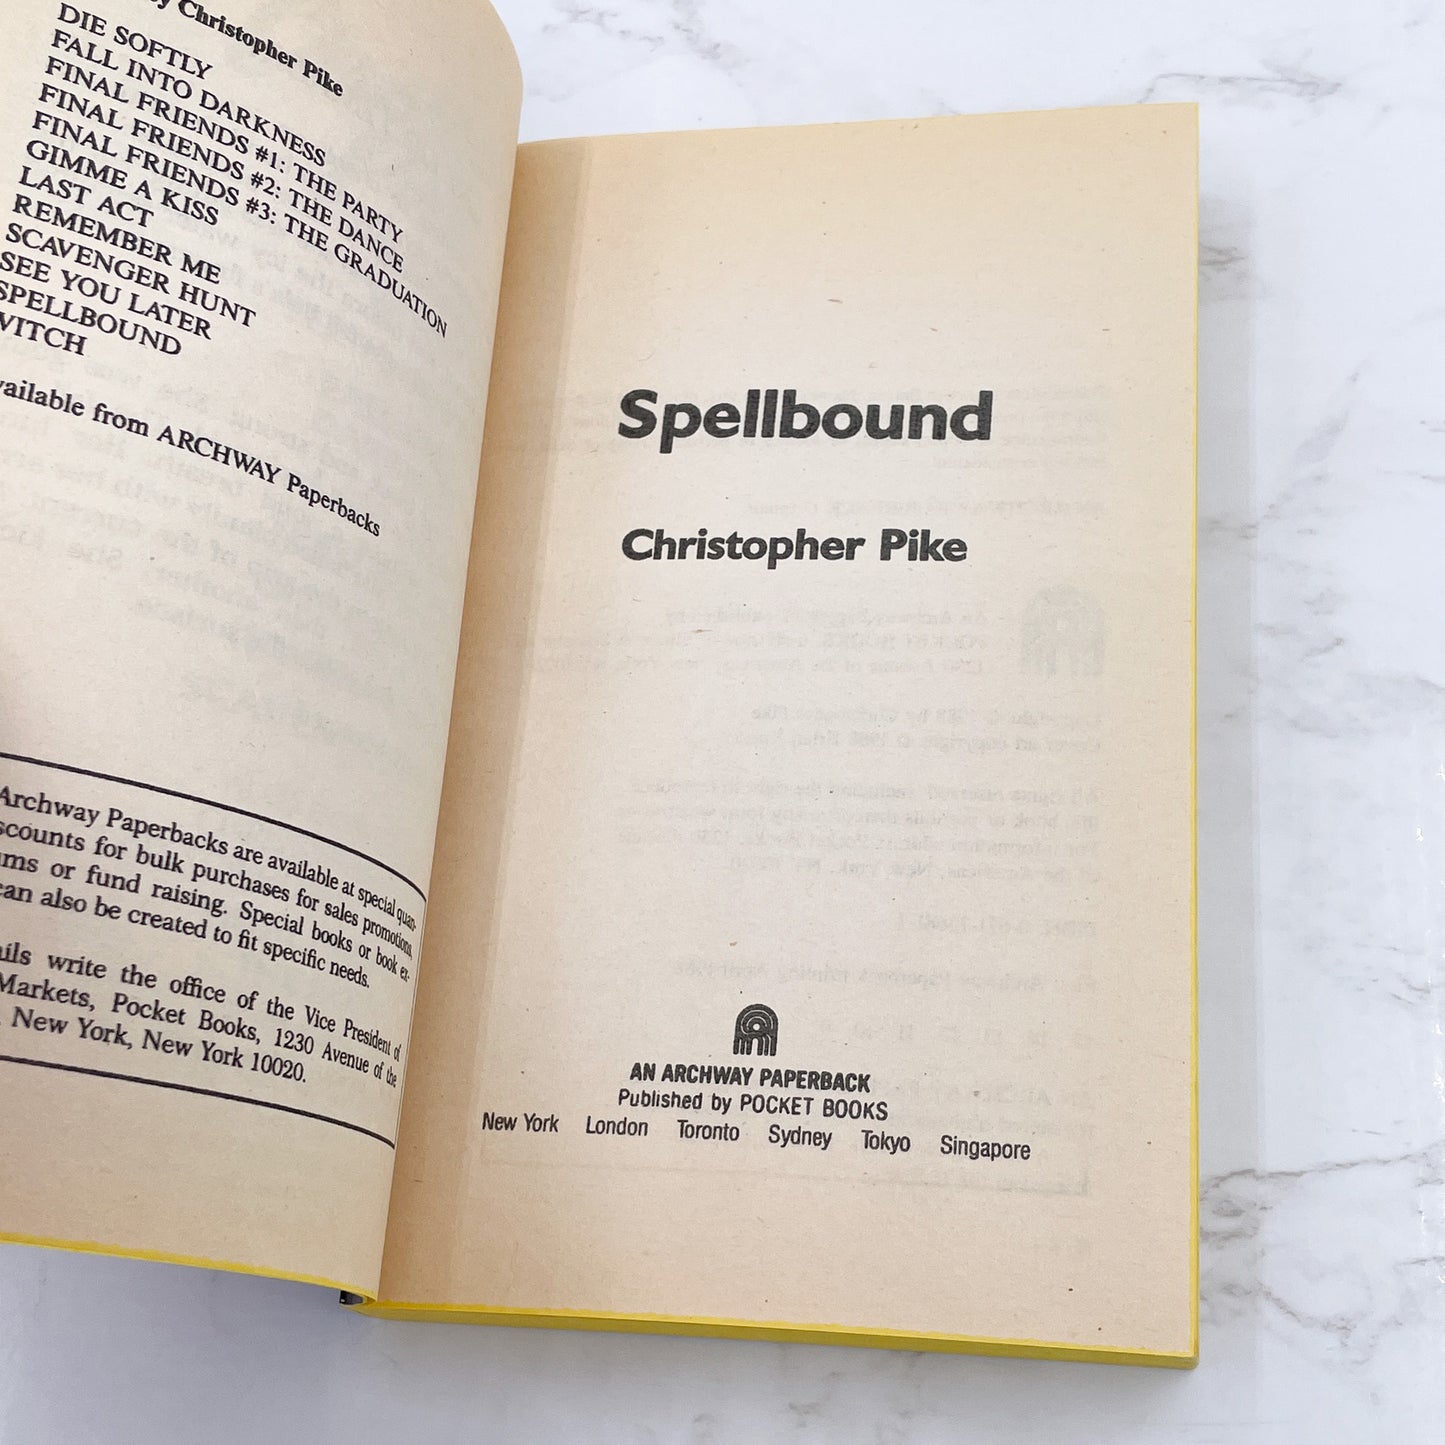 by Christopher Pike
DIE SOFTLY
FALL INTO DARKNESS
FINAL FRIENDS #1: THE PARTY
FINAL FRIENDS #2: THE DANCE
FINAL FRIENDS #3: THE GRADUATION
GIMME A KISS
LAST ACT
REMEMBER ME
SCAVENGER HUNT
SEE YOU LATER
SPELLBOUND
WITCH
available from ARCHWAY Paperbacks
Archway Paperbacks are available at special quan-
scounts for bulk purchases for sales promotions,
ms or fund raising. Special books or book ex-
can also be created to fit specific needs.
ails write the office of the Vice President of
Markets, Pocket Books, 1230 Avenue of the
New York, New York 10020.
Spellbound
Christopher Pike
AN ARCHWAY PAPERBACK
Published by POCKET BOOKS
New York London Toronto Sydney Tokyo Singapore